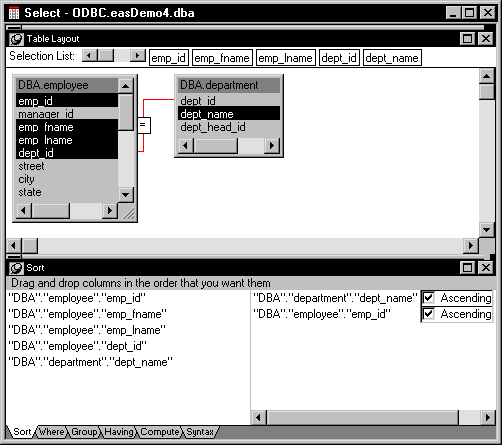 Select - ODBC.easDemo4.dba
Table Layout
Selection List: emp_id emp_fname emp_lname dept_id dept_name
DBA.employee
emp_id
manager_id
emp_fname
emp_lname
dept_id
street
city
state
=
DBA.department
dept_id
dept_name
dept_head_id
Sort
Drag and drop columns in the order that you want them
"DBA"."employee"."emp_id"
"DBA"."employee"."emp_fname"
"DBA"."employee"."emp_lname"
"DBA"."employee"."dept_id"
"DBA"."department"."dept_name"
"DBA"."department"."dept_name" Ascending
"DBA"."employee"."emp_id" Ascending
Sort Where Group Having Compute Syntax